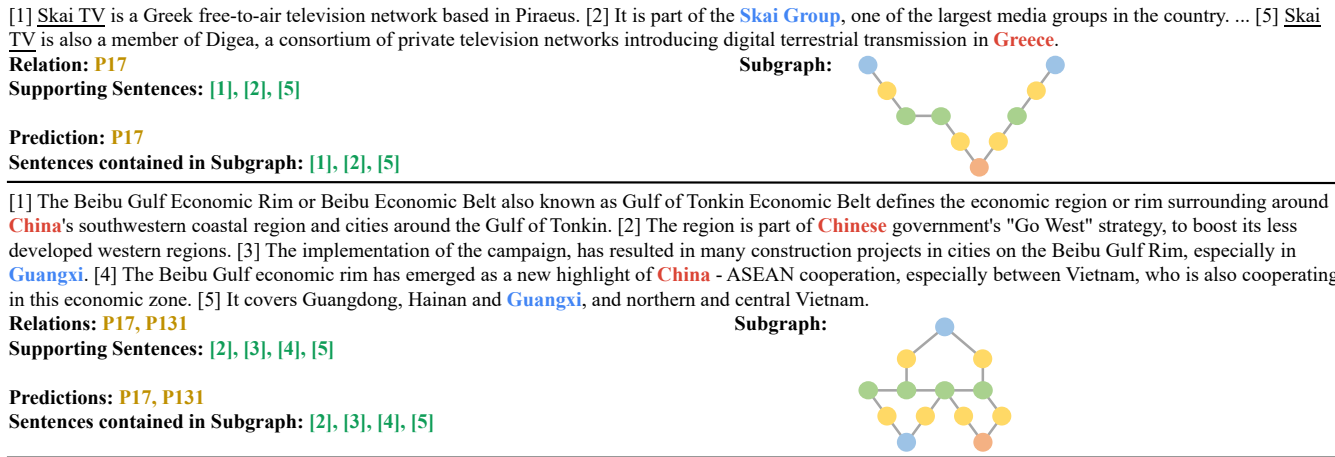 [1] Skai TV is a Greek free-to-air television network based in Piraeus. [2] It is part of the Skai Group, one of the largest media groups in the country. ... [5] Skai
TV is also a member of Digea, a consortium of private television networks introducing digital terrestrial transmission in Greece.
Relation: P17
Subgraph:
Supporting Sentences: [1], [2], [5]
Prediction: P17
Sentences contained in Subgraph: [1], [2], [5]
[1] The Beibu Gulf Economic Rim or Beibu Economic Belt also known as Gulf of Tonkin Economic Belt defines the economic region or rim surrounding around
China's southwestern coastal region and cities around the Gulf of Tonkin. [2] The region is part of Chinese government's "Go West" strategy, to boost its less
developed western regions. [3] The implementation of the campaign, has resulted in many construction projects in cities on the Beibu Gulf Rim, especially in
Guangxi. [4] The Beibu Gulf economic rim has emerged as a new highlight of China - ASEAN cooperation, especially between Vietnam, who is also cooperating
in this economic zone. [5] It covers Guangdong, Hainan and Guangxi, and northern and central Vietnam.
Relations: P17, P131
Subgraph:
Supporting Sentences: [2], [3], [4], [5]
Predictions: P17, P131
Sentences contained in Subgraph: [2], [3], [4], [5]